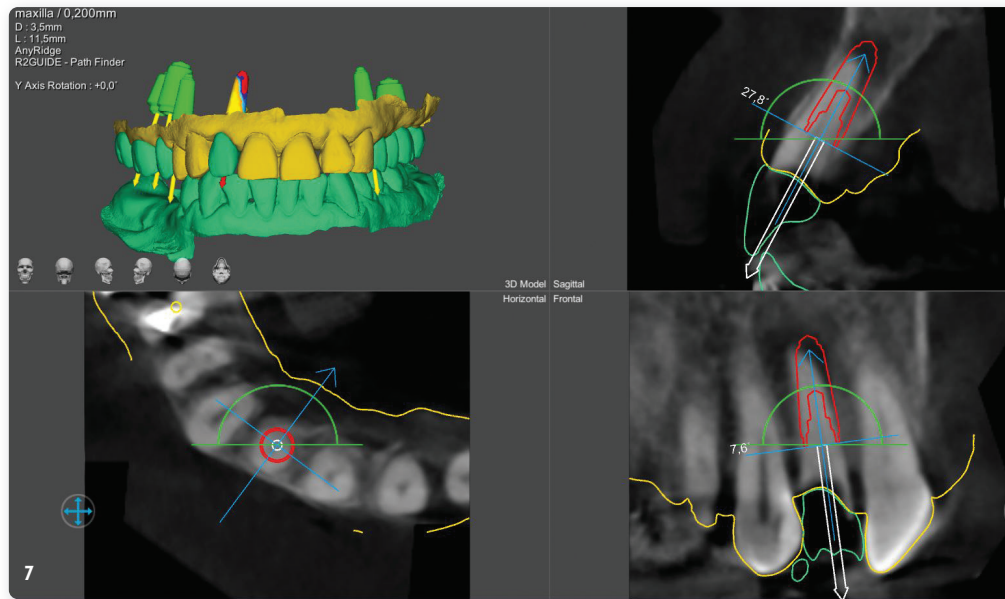 maxilla / 0,200mm
D : 3,5mm
L : 11,5mm
AnyRidge
R2GUIDE - Path Finder
Y Axis Rotation : +0,0°
27,8°
3D Model
Sagittal
Horizontal
Frontal
7,6°
7